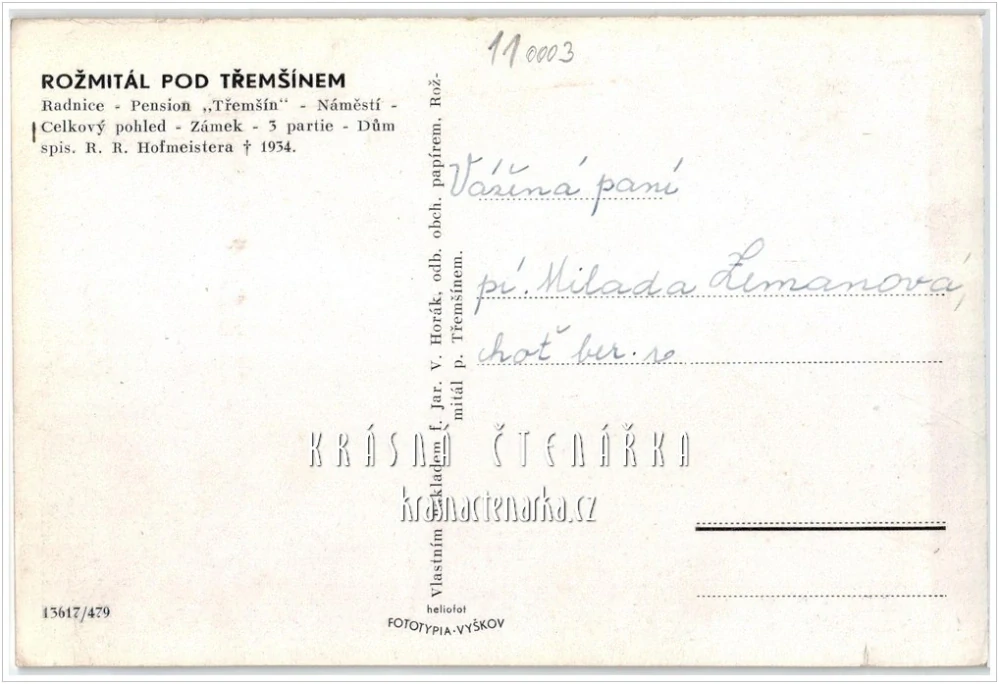 11 0003
ROŽMITÁL POD TŘEMŠÍNEM
Radnice - Pension „Třemšín" - Náměstí -
Celkový pohled - Zámek - 3 partie - Dům
spis. R. R. Hofmeistera † 1934.
Vlastním nákladem f. Jar. V. Horák, odb. obch. papírem, Rož-
mitál p. Třemšínem.
Vážená paní
pí. Milada Zemanová,
choť ber.
KRÁSNÁ ČTENÁŘKA
krasnactenarka.cz
13617/479
heliofot
FOTOTYPIA-VYŠKOV